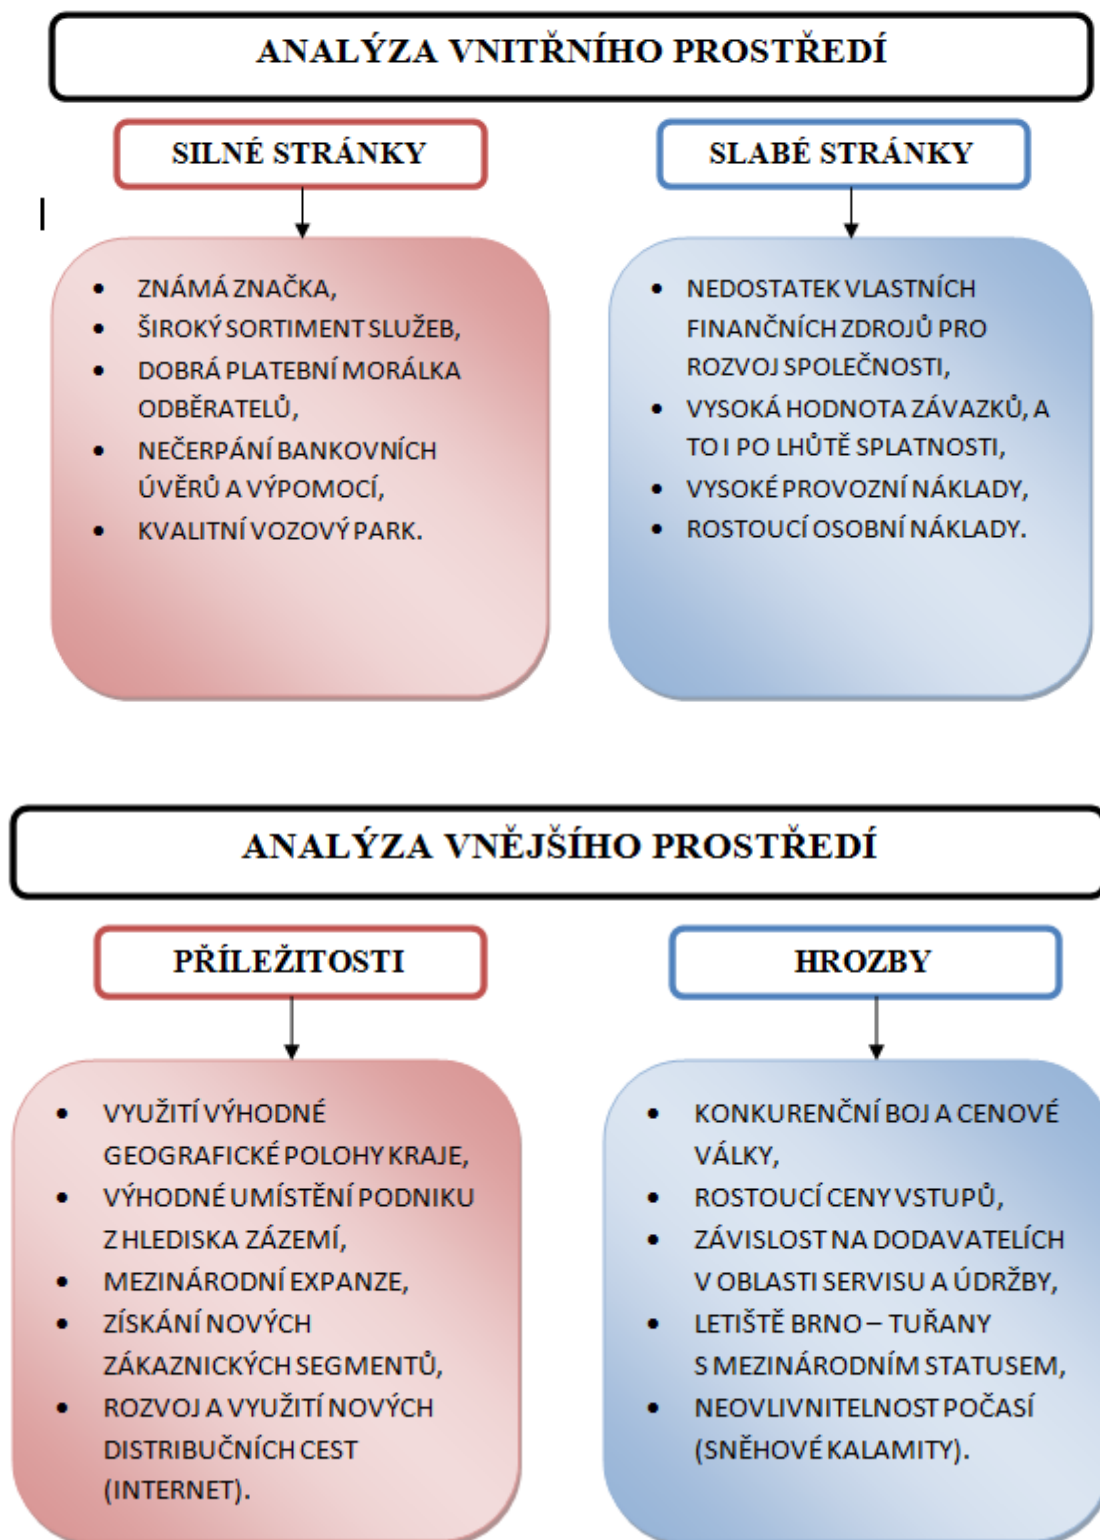 ANALÝZA VNITŘNÍHO PROSTŘEDÍ
SILNÉ STRÁNKY
• ZNÁMÁ ZNAČKA,
• ŠIROKÝ SORTIMENT SLUŽEB,
• DOBRÁ PLATEBNÍ MORÁLKA
ODBĚRATELŮ,
• NEČERPÁNÍ BANKOVNÍCH
ÚVĚRŮ A VÝPOMOCÍ,
• KVALITNÍ VOZOVÝ PARK.
SLABÉ STRÁNKY
• NEDOSTATEK VLASTNÍCH
FINANČNÍCH ZDROJŮ PRO
ROZVOJ SPOLEČNOSTI,
• VYSOKÁ HODNOTA ZÁVAZKŮ, A
TO I PO LHŮTĚ SPLATNOSTI,
• VYSOKÉ PROVOZNÍ NÁKLADY,
• ROSTOUCÍ OSOBNÍ NÁKLADY.
ANALÝZA VNĚJŠÍHO PROSTŘEDÍ
PŘÍLEŽITOSTI
• VYUŽITÍ VÝHODNÉ
GEOGRAFICKÉ POLOHY KRAJE,
• VÝHODNÉ UMÍSTĚNÍ PODNIKU
Z HLEDISKA ZÁZEMÍ,
• MEZINÁRODNÍ EXPANZE,
• ZÍSKÁNÍ NOVÝCH
ZÁKAZNICKÝCH SEGMENTŮ,
• ROZVOJ A VYUŽITÍ NOVÝCH
DISTRIBUČNÍCH CEST
(INTERNET).
HROZBY
• KONKURENČNÍ BOJ A CENOVÉ
VÁLKY,
• ROSTOUCÍ CENY VSTUPŮ,
• ZÁVISLOST NA DODAVATELÍCH
V OBLASTI SERVISU A ÚDRŽBY,
• LETIŠTĚ BRNO – TUŘANY
S MEZINÁRODNÍM STATUSEM,
• NEOVLIVNITELNOST POČASÍ
(SNĚHOVÉ KALAMITY).